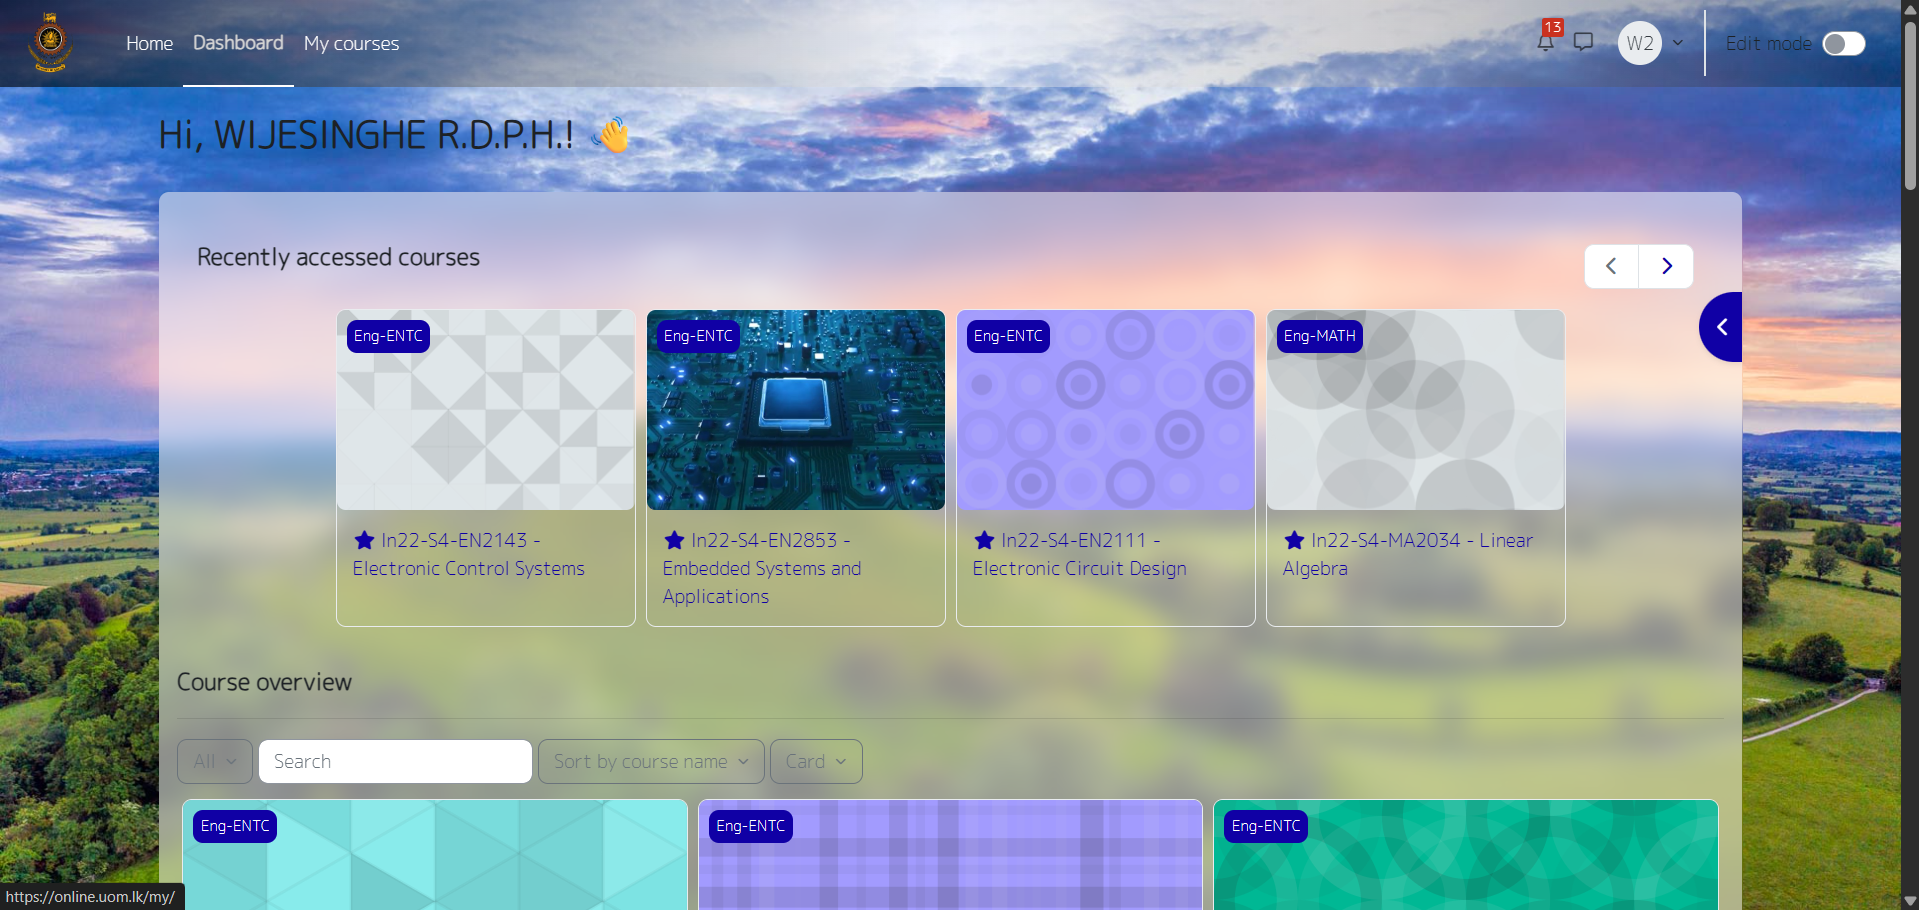 Home Dashboard My courses 13 W2 Edit mode
Hi, WIJESINGHE R.D.P.H.! 👋
Recently accessed courses
Eng-ENTC
In22-S4-EN2143 -
Electronic Control Systems
Eng-ENTC
In22-S4-EN2853 -
Embedded Systems and
Applications
Eng-ENTC
In22-S4-EN2111 -
Electronic Circuit Design
Eng-MATH
In22-S4-MA2034 - Linear
Algebra
Course overview
All Search Sort by course name Card
Eng-ENTC Eng-ENTC Eng-ENTC
https://online.uom.lk/my/